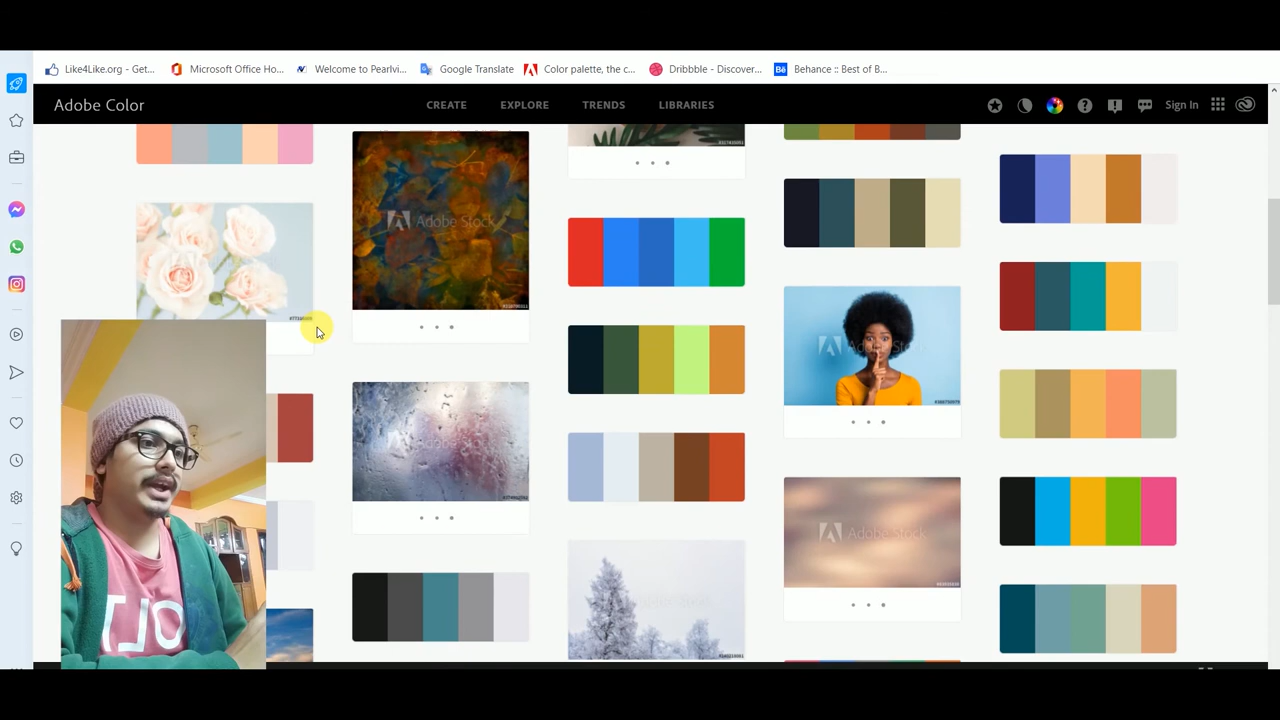 Like4Like.org - Get...
Microsoft Office Ho...
Welcome to Pearlvi...
Google Translate
Color palette, the c...
Dribbble - Discover...
Behance :: Best of B...
Adobe Color
CREATE
EXPLORE
TRENDS
LIBRARIES
Sign In
Adobe Stock
Adobe Stock
Adobe Stock